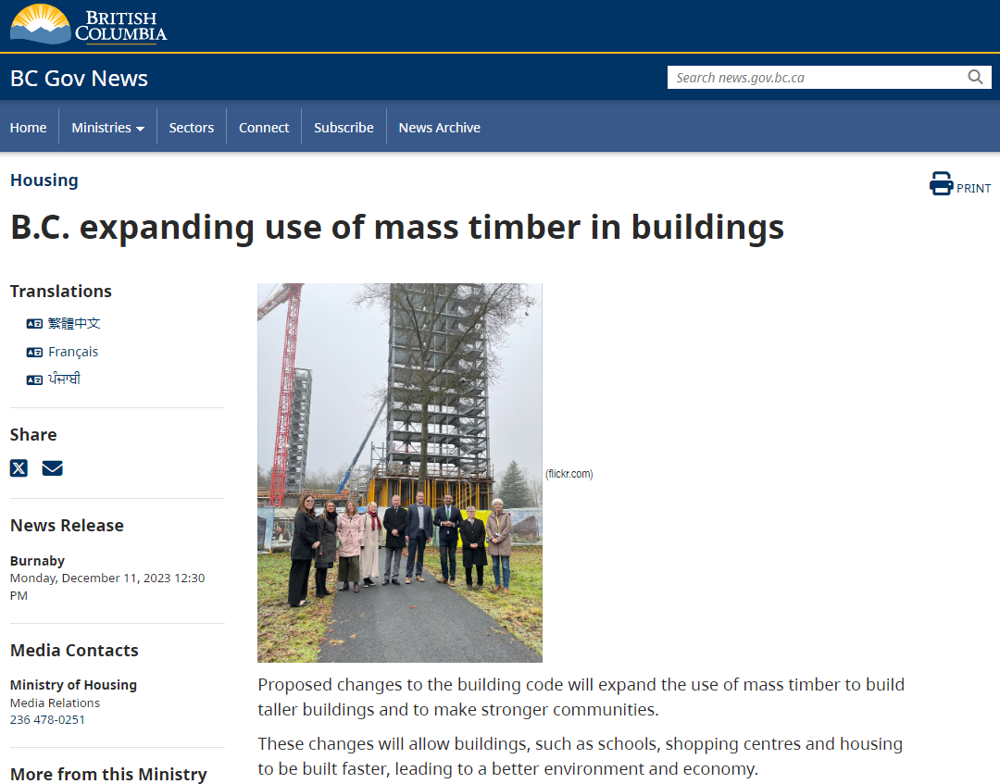 BRITISH
COLUMBIA
BC Gov News
Search news.gov.bc.ca
Home
Ministries
Sectors
Connect
Subscribe
News Archive
Housing
PRINT
B.C. expanding use of mass timber in buildings
Translations
繁體中文
Français
ਪੰਜਾਬੀ
Share
News Release
Burnaby
Monday, December 11, 2023 12:30
PM
Media Contacts
Ministry of Housing
Media Relations
236 478-0251
More from this Ministry
(flickr.com)
Proposed changes to the building code will expand the use of mass timber to build
taller buildings and to make stronger communities.
These changes will allow buildings, such as schools, shopping centres and housing
to be built faster, leading to a better environment and economy.